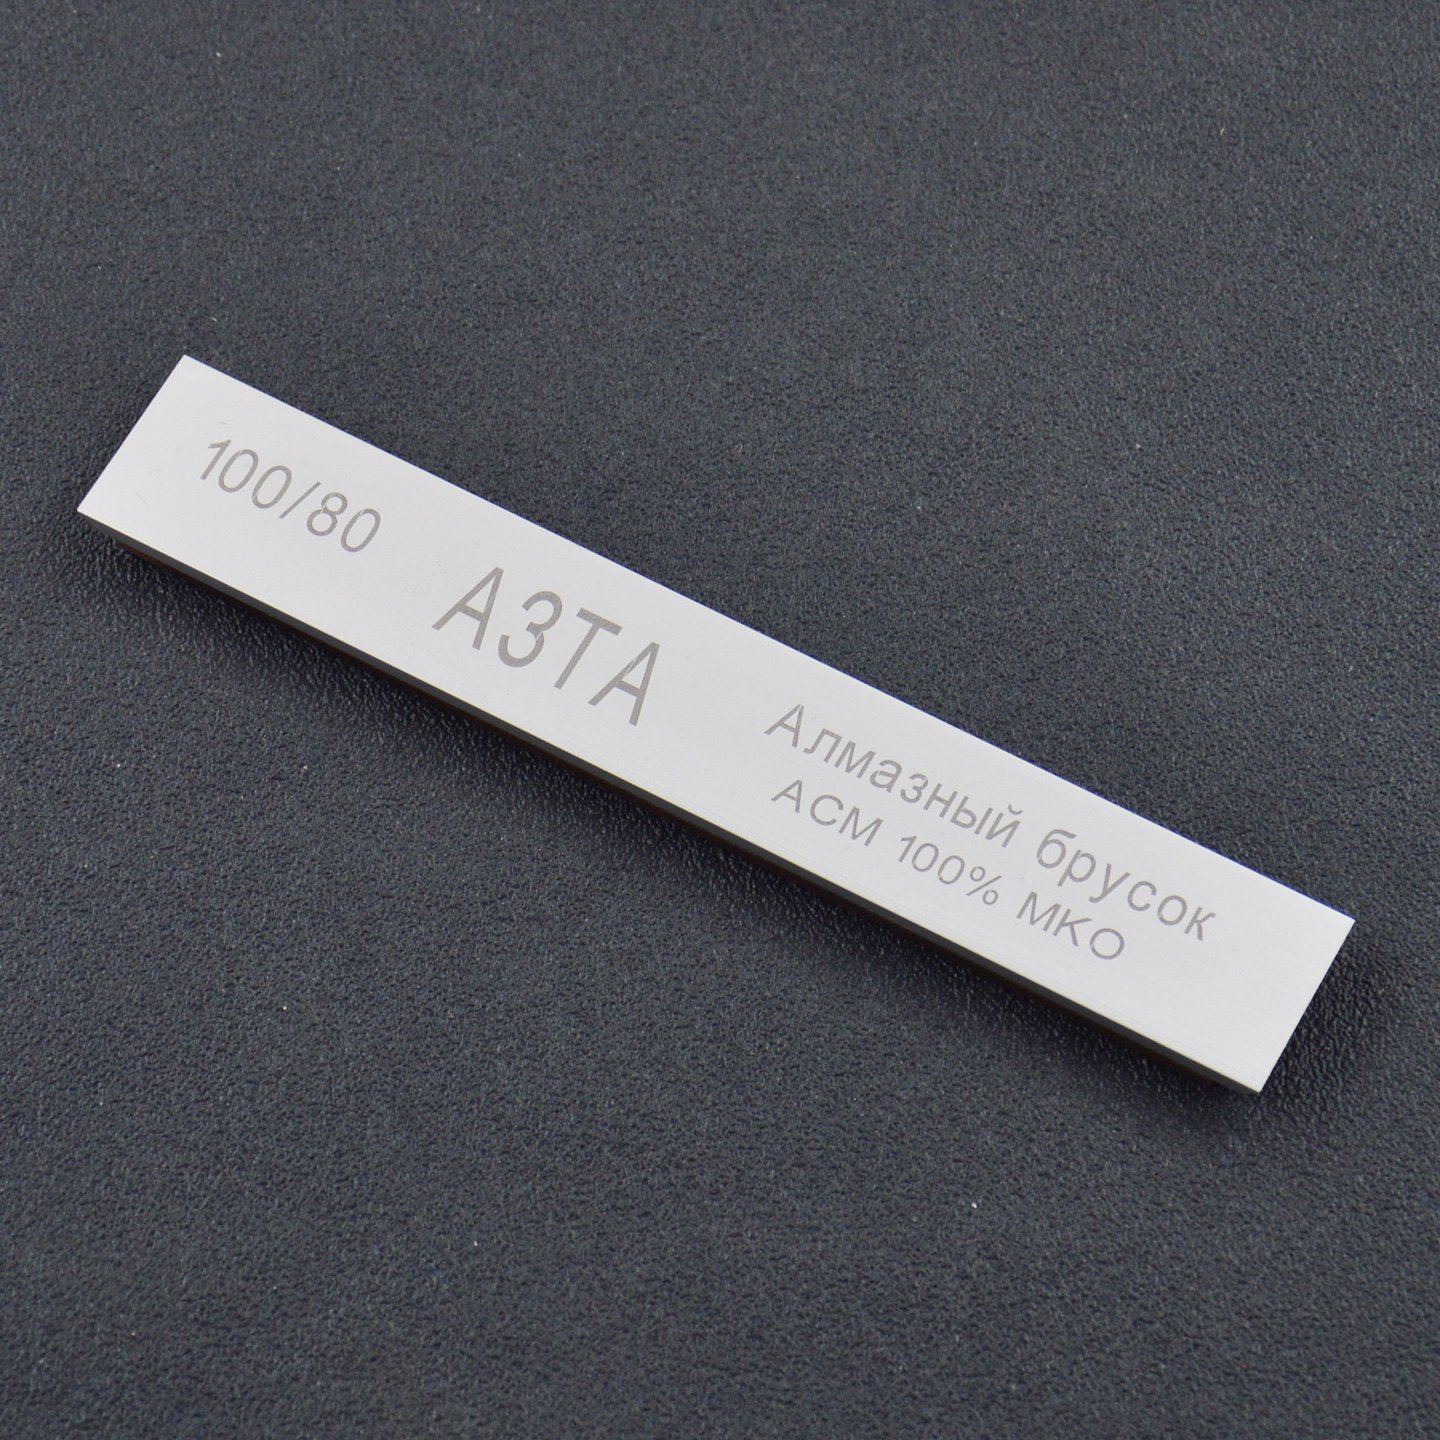 100/80
АЗТА
Алмазный брусок
АСМ 100% МКО